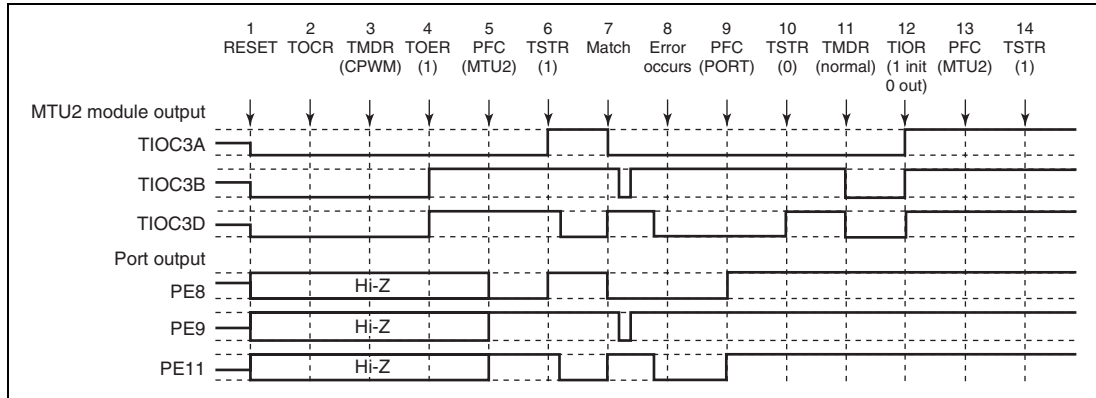 1 2 3 4 5 6 7 8 9 10 11 12 13 14
RESET TOCR TMDR TOER PFC TSTR Match Error PFC TSTR TMDR TIOR PFC TSTR
(CPWM) (1) (MTU2) (1) occurs (PORT) (0) (normal) (1 init (MTU2) (1)
0 out)
MTU2 module output
TIOC3A
TIOC3B
TIOC3D
Port output
PE8 Hi-Z
PE9 Hi-Z
PE11 Hi-Z